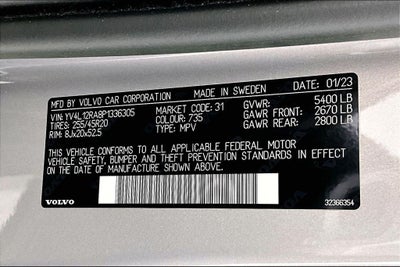 MFD BY VOLVO CAR CORPORATION MADE IN SWEDEN DATE 01/23
VIN: YV4L12RA8P1336305 MARKET CODE: 31 GVWR: 5400 LB
TIRES: 255/45R20 COLOUR: 735 GAWR FRONT: 2670 LB
RIM: 8Jx20x52.5 TYPE: MPV GAWR REAR: 2800 LB
THIS VEHICLE CONFORMS TO ALL APPLICABLE FEDERAL MOTOR
VEHICLE SAFETY, BUMPER AND THEFT STANDARDS IN EFFECT ON
THE DATE OF MANUFACTURE SHOWN ABOVE.
VOLVO 32366354